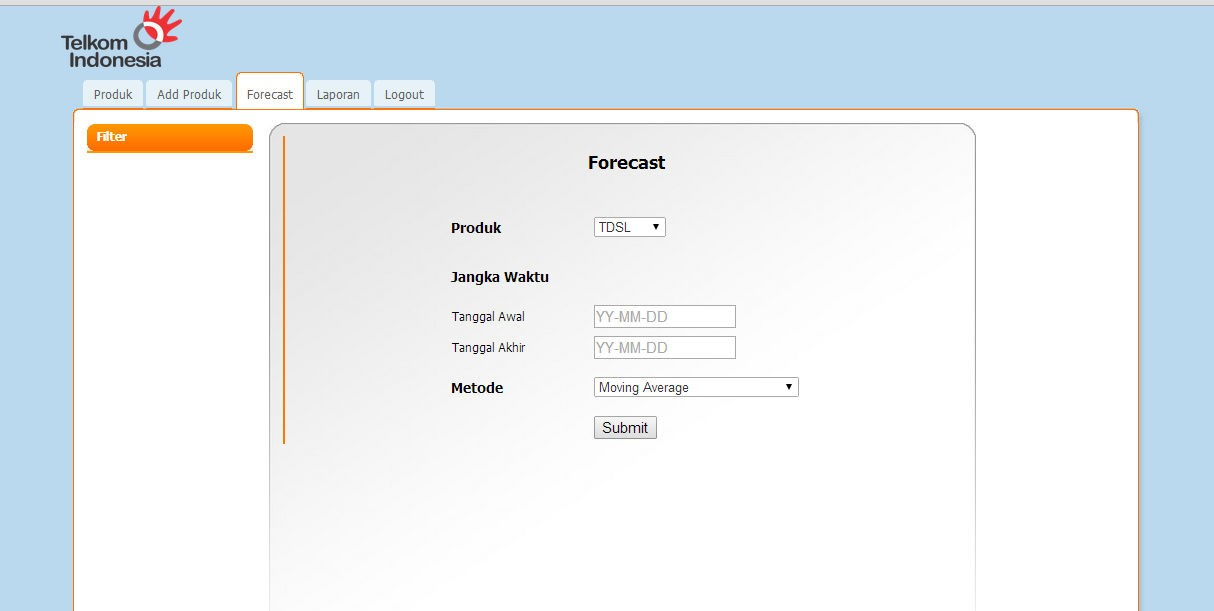 Telkom
Indonesia
Produk Add Produk Forecast Laporan Logout
Filter
Forecast
Produk TDSL
Jangka Waktu
Tanggal Awal YY-MM-DD
Tanggal Akhir YY-MM-DD
Metode Moving Average
Submit